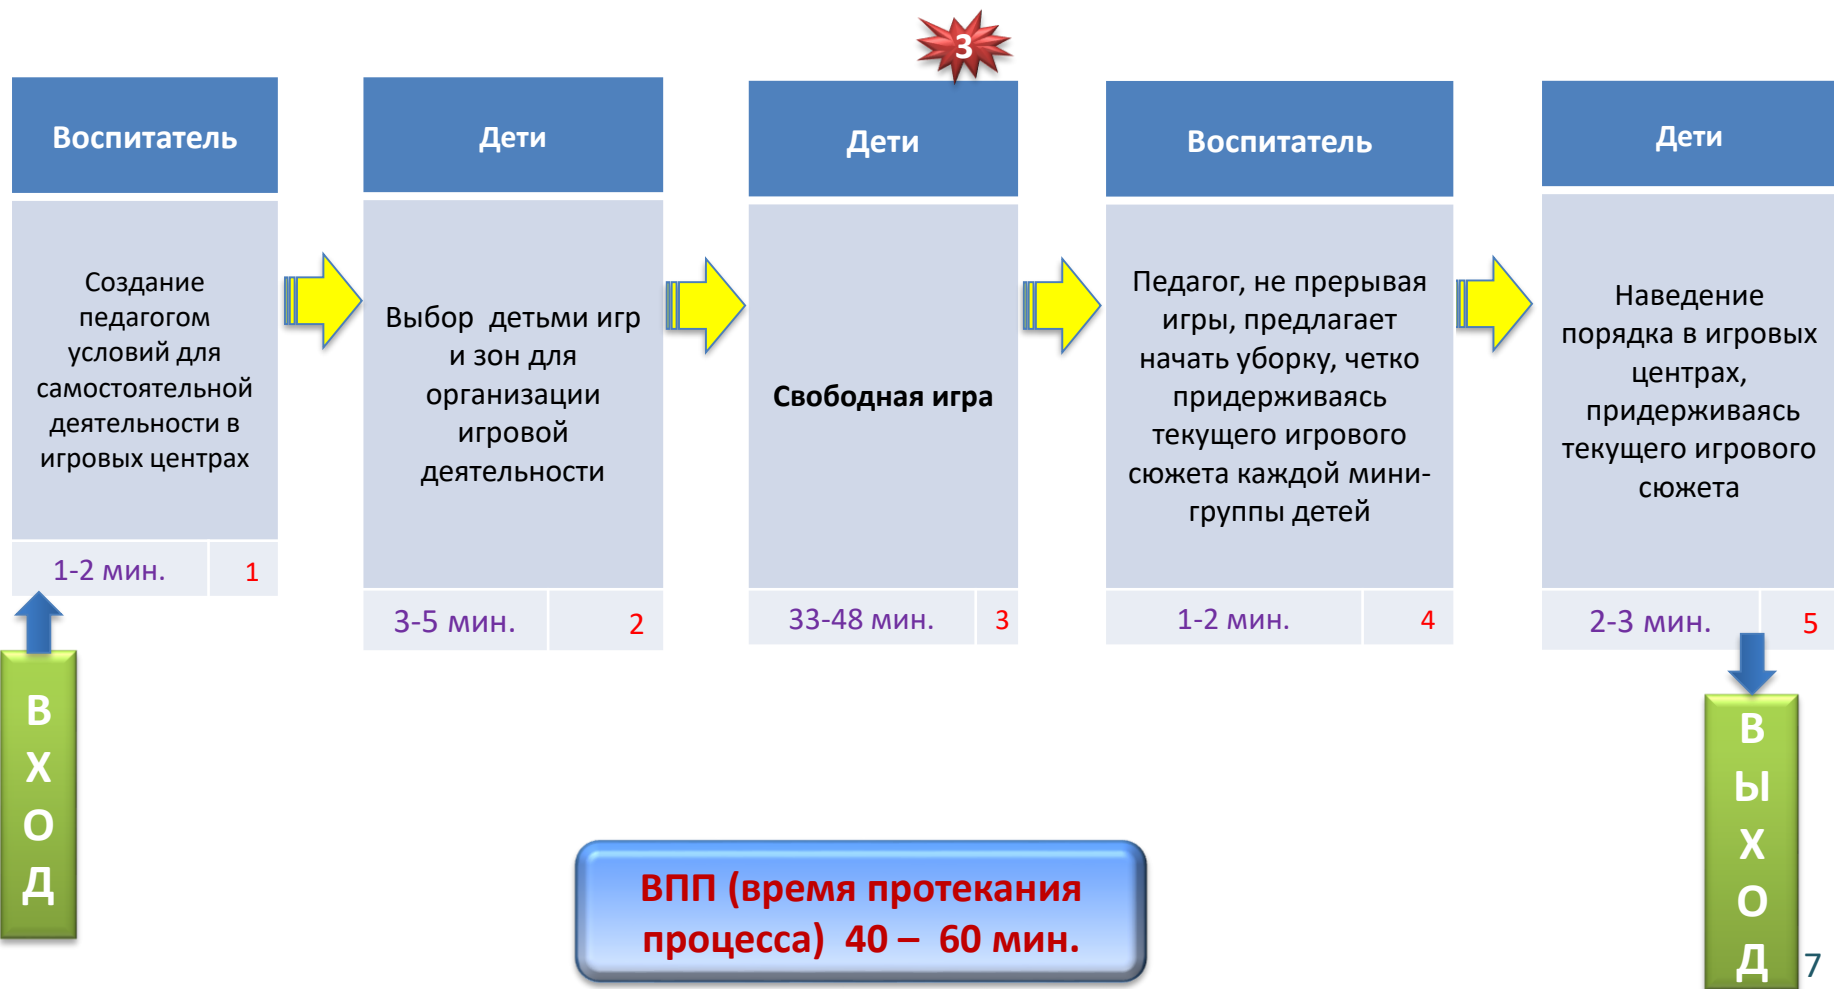 3
Воспитатель
Создание
педагогом
условий для
самостоятельной
деятельности в
игровых центрах
1-2 мин.
1
Дети
Выбор  детьми игр
и зон для
организации
игровой
деятельности
3-5 мин.
2
Дети
Свободная игра
33-48 мин.
3
Воспитатель
Педагог, не прерывая
игры, предлагает
начать уборку, четко
придерживаясь
текущего игрового
сюжета каждой мини-
группы детей
1-2 мин.
4
Дети
Наведение
порядка в игровых
центрах,
придерживаясь
текущего игрового
сюжета
2-3 мин.
5
В
Х
О
Д
В
Ы
Х
О
Д
ВПП (время протекания
процесса)  40 –  60 мин.
7